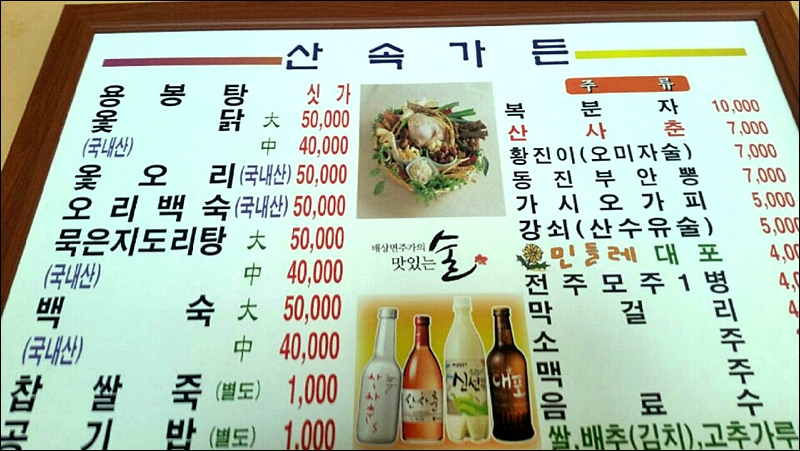 산 속 가 든
용 봉 탕 싯 가
옻 닭 大 50,000
(국내산) 中 40,000
옻 오 리 (국내산) 50,000
오 리 백 숙 (국내산) 50,000
묵은지도리탕 大 50,000
(국내산) 中 40,000
백 숙 大 50,000
(국내산) 中 40,000
찹 쌀 죽 (별도) 1,000
공 기 밥 (별도) 1,000
배상면주가의
맛있는 술
산사춘
대포
주 류
복 분 자 10,000
산 사 춘 7,000
황진이(오미자술) 7,000
동 진 부 안 뽕 7,000
가 시 오 가 피 5,000
강쇠(산수유술) 5,000
민들레 대 포
전 주 모 주 1 병
막 걸 리
소 주
맥 주
음 료 수
쌀,배추(김치),고추가루